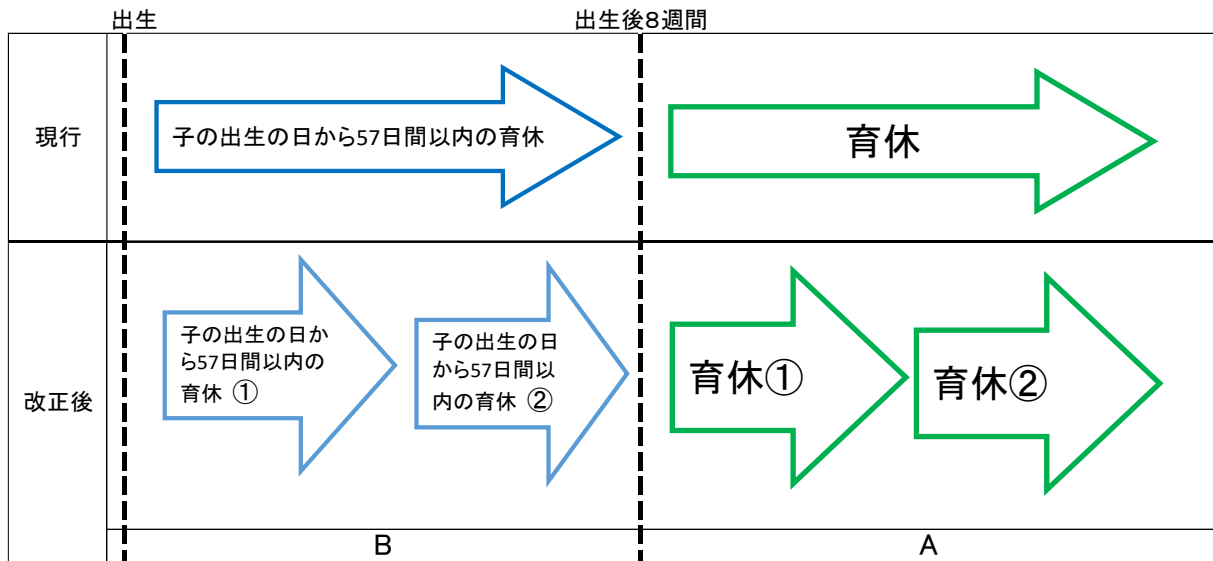 出生
出生後8週間
現行
子の出生の日から57日間以内の育休
育休
改正後
子の出生の日か
ら57日間以内の
育休 ①
子の出生の日
から57日間以
内の育休 ②
育休①
育休②
B
A